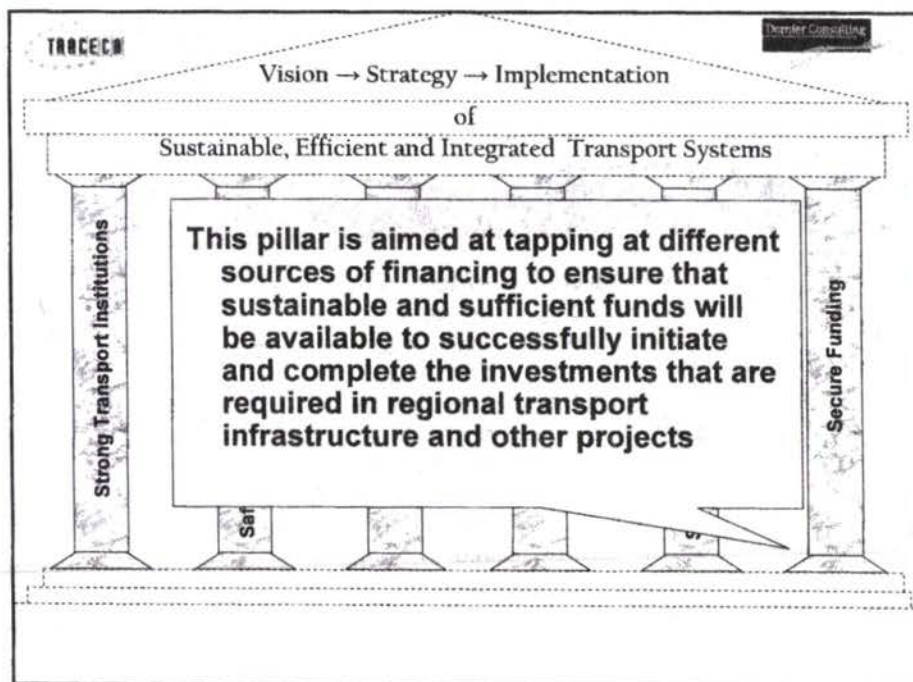 TRACECA
Dornier Consulting
Vision → Strategy → Implementation
of
Sustainable, Efficient and Integrated Transport Systems
Strong Transport Institutions
This pillar is aimed at tapping at different
sources of financing to ensure that
sustainable and sufficient funds will
be available to successfully initiate
and complete the investments that are
required in regional transport
infrastructure and other projects
Saf
S
Secure Funding